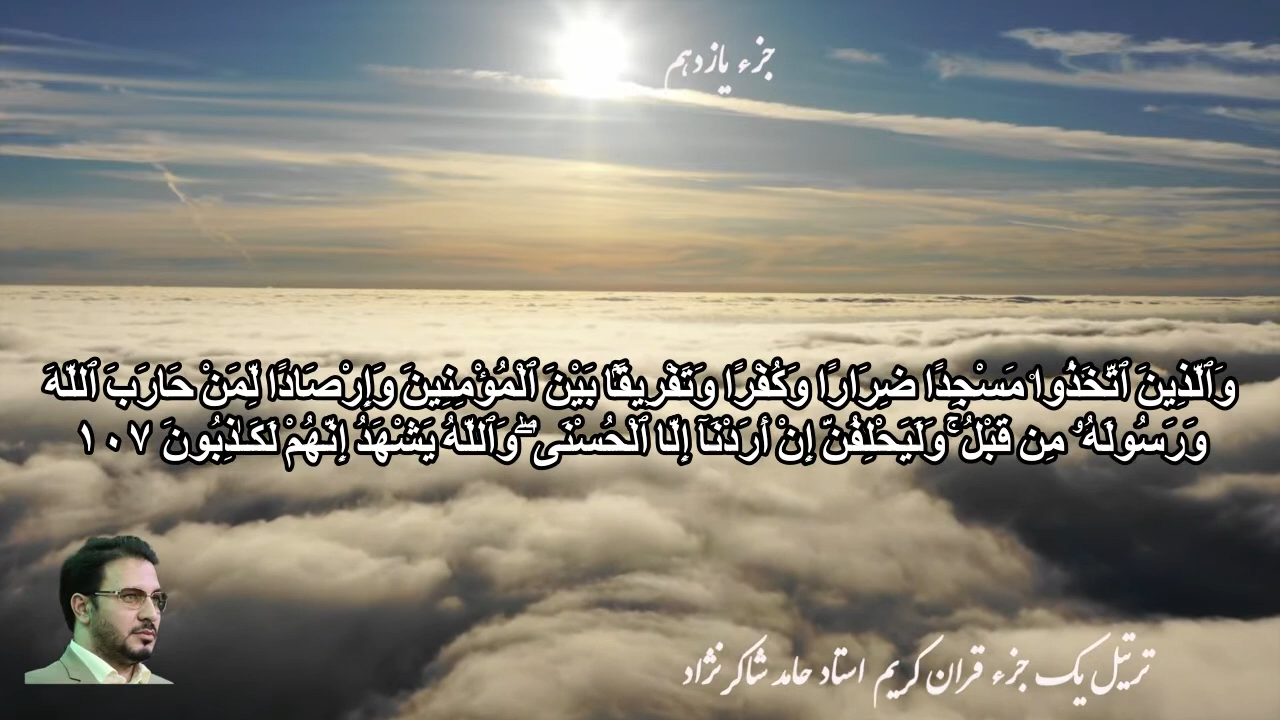 جزء یازدهم
وَٱلَّذِينَ ٱتَّخَذُوا۟ مَسْجِدًا ضِرَارًا وَكُفْرًا وَتَفْرِيقًۢا بَيْنَ ٱلْمُؤْمِنِينَ وَإِرْصَادًا لِّمَنْ حَارَبَ ٱللَّهَ
وَرَسُولَهُۥ مِن قَبْلُ ۚ وَلَيَحْلِفُنَّ إِنْ أَرَدْنَآ إِلَّا ٱلْحُسْنَىٰ ۖ وَٱللَّهُ يَشْهَدُ إِنَّهُمْ لَكَـٰذِبُونَ ١٠٧
ترتیل یک جزء قران کریم استاد حامد شاکرنژاد